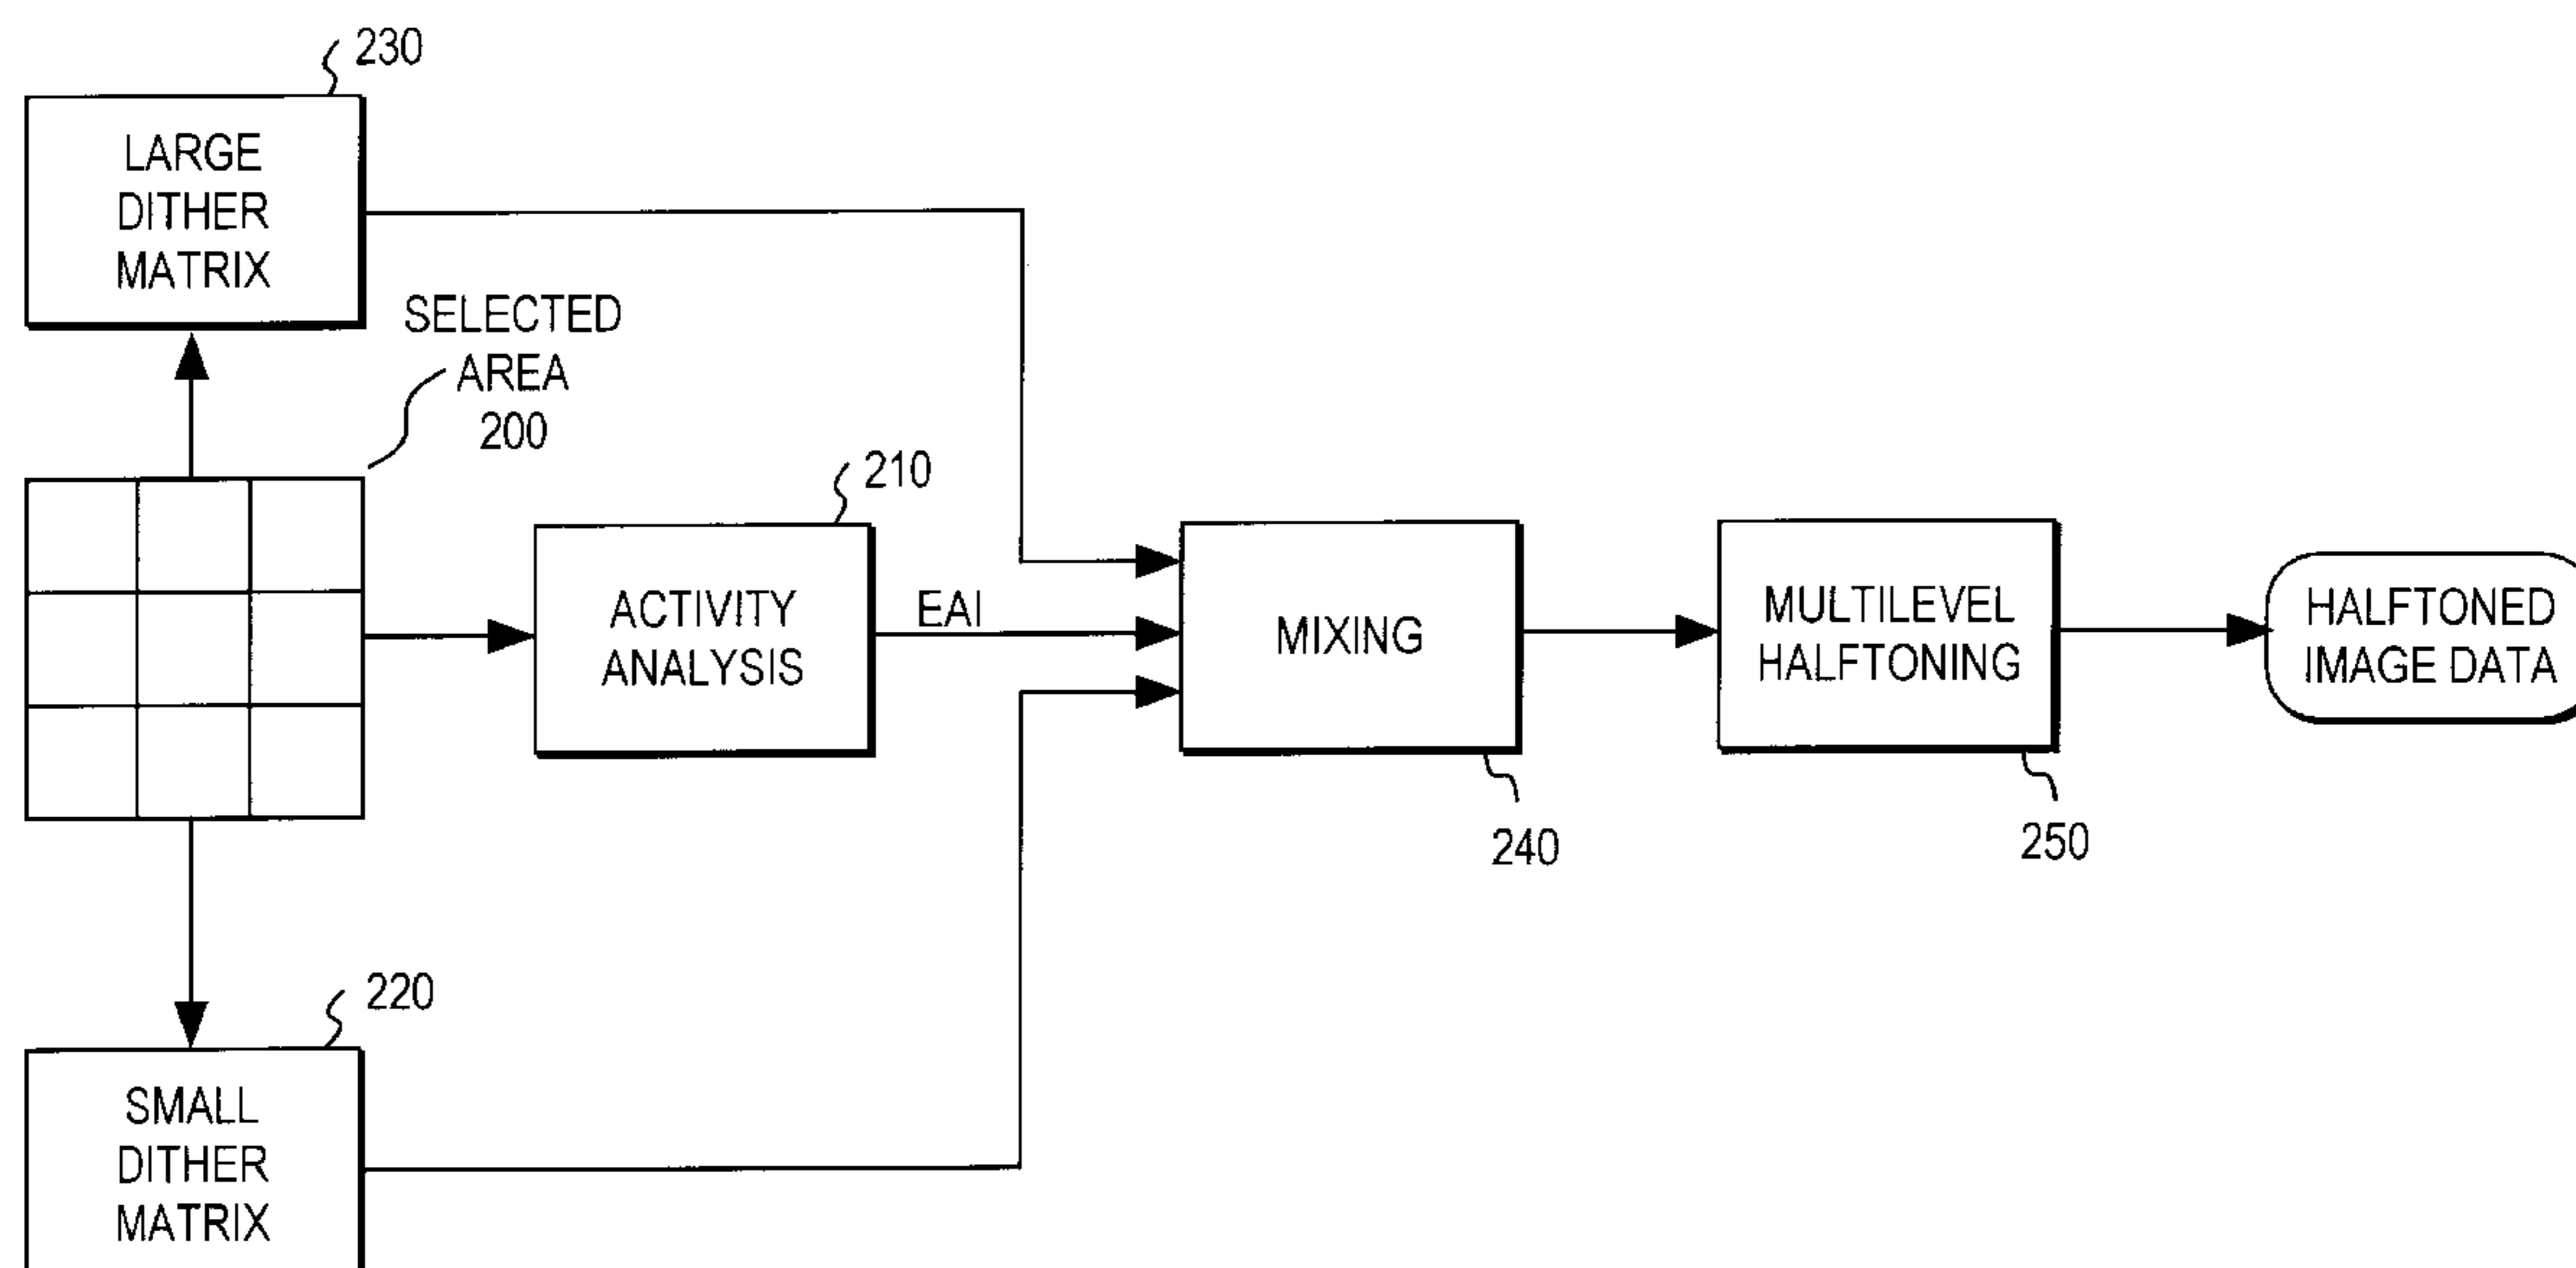 230
LARGE
DITHER
MATRIX
SELECTED
AREA
200
210
ACTIVITY
ANALYSIS
EAI
MIXING
240
MULTILEVEL
HALFTONING
250
HALFTONED
IMAGE DATA
220
SMALL
DITHER
MATRIX